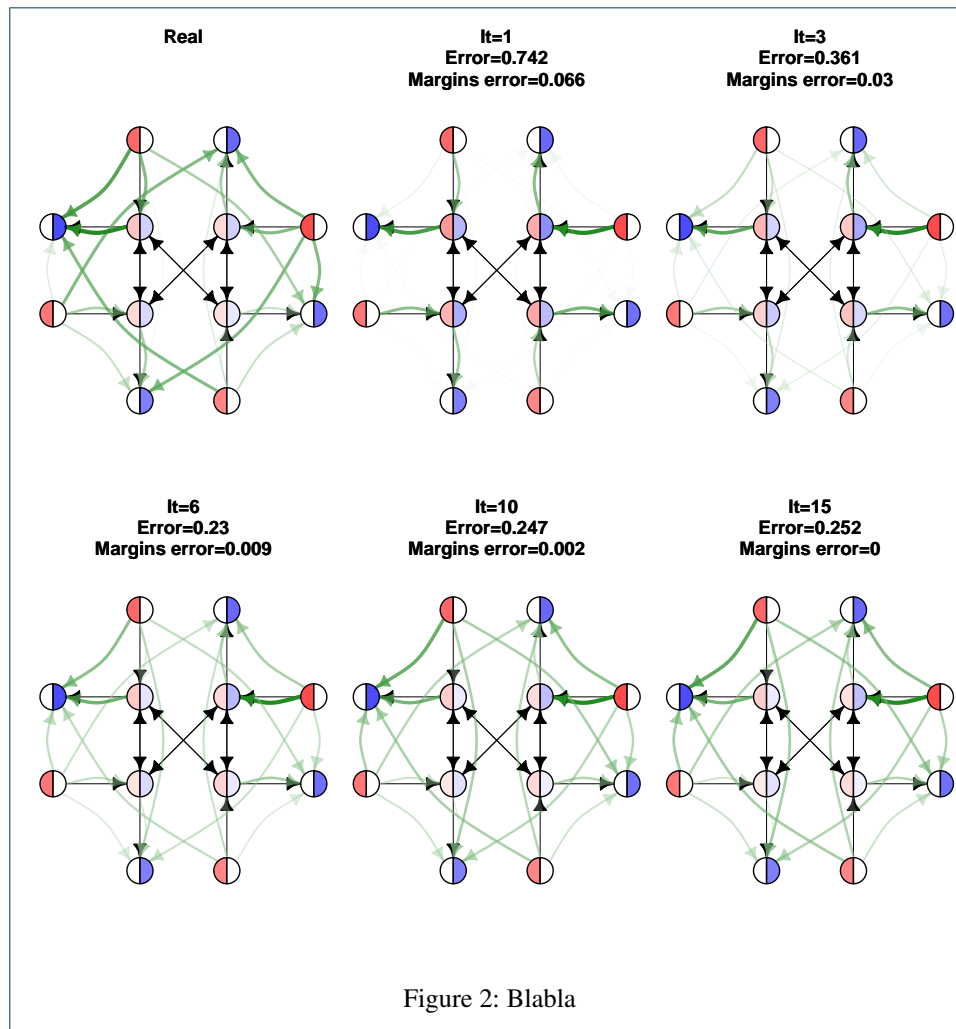 Real
It=1
Error=0.742
Margins error=0.066
It=3
Error=0.361
Margins error=0.03
It=6
Error=0.23
Margins error=0.009
It=10
Error=0.247
Margins error=0.002
It=15
Error=0.252
Margins error=0
Figure 2: Blabla